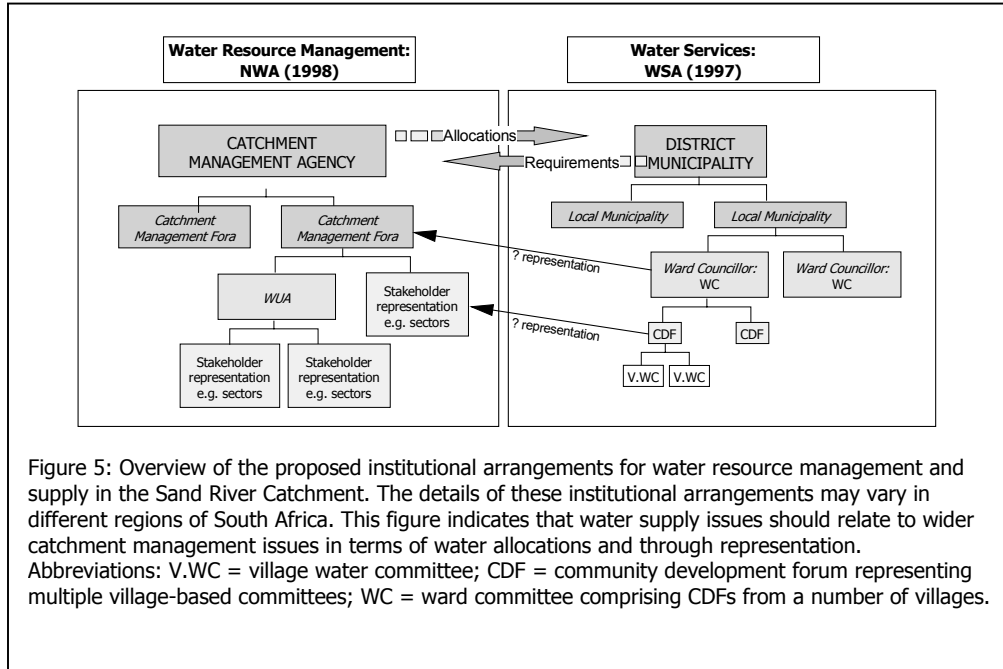 Water Resource Management:
NWA (1998)
Water Services:
WSA (1997)
CATCHMENT
MANAGEMENT AGENCY
Allocations
Requirements
DISTRICT
MUNICIPALITY
Catchment
Management Fora
Catchment
Management Fora
Local Municipality
Local Municipality
? representation
WUA
Stakeholder
representation
e.g. sectors
Ward Councillor:
WC
Ward Councillor:
WC
? representation
CDF
CDF
Stakeholder
representation
e.g. sectors
Stakeholder
representation
e.g. sectors
V.WC
V.WC
Figure 5: Overview of the proposed institutional arrangements for water resource management and
supply in the Sand River Catchment. The details of these institutional arrangements may vary in
different regions of South Africa. This figure indicates that water supply issues should relate to wider
catchment management issues in terms of water allocations and through representation.
Abbreviations: V.WC = village water committee; CDF = community development forum representing
multiple village-based committees; WC = ward committee comprising CDFs from a number of villages.